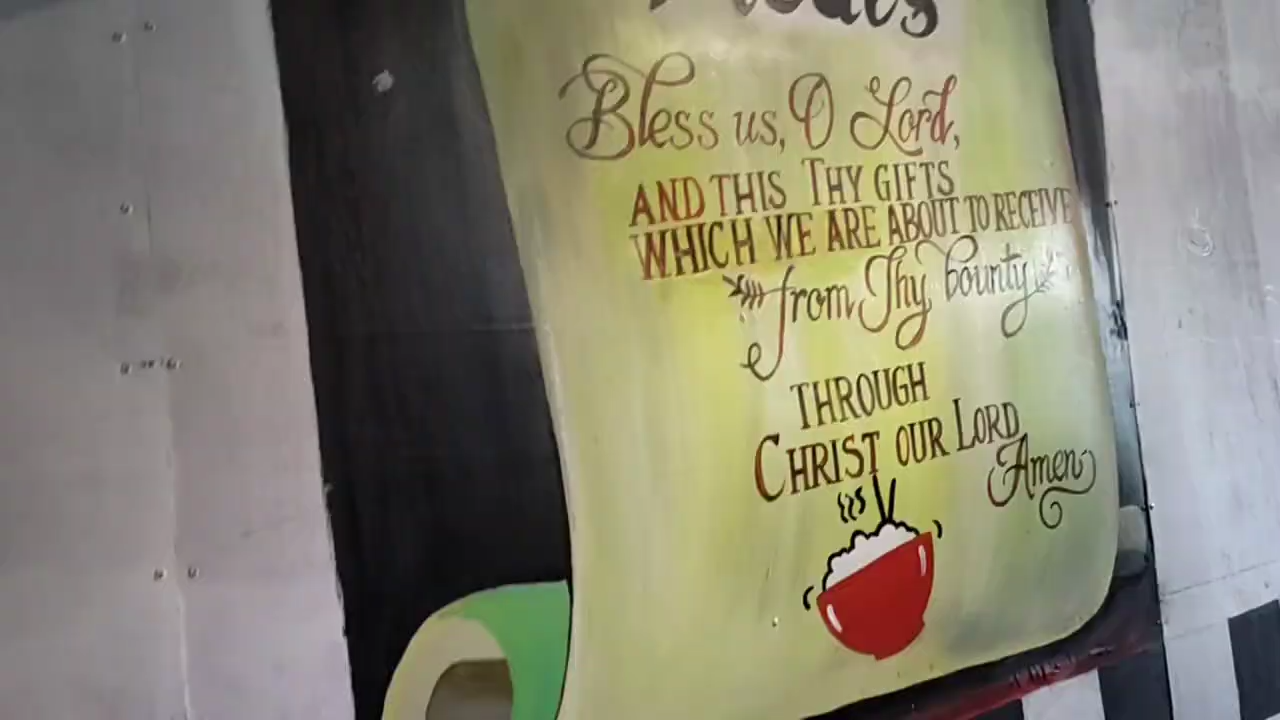 Bless us, O Lord,
AND THIS THY GIFTS
WHICH WE ARE ABOUT TO RECEIVE
from Thy bounty
THROUGH
CHRIST OUR LORD
Amen